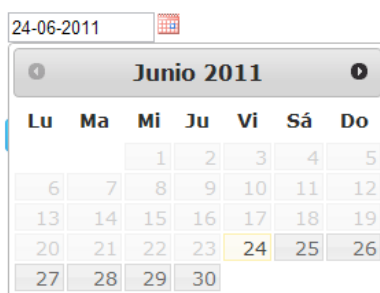 24-06-2011
Junio 2011
Lu Ma Mi Ju Vi Sá Do
1 2 3 4 5
6 7 8 9 10 11 12
13 14 15 16 17 18 19
20 21 22 23 24 25 26
27 28 29 30